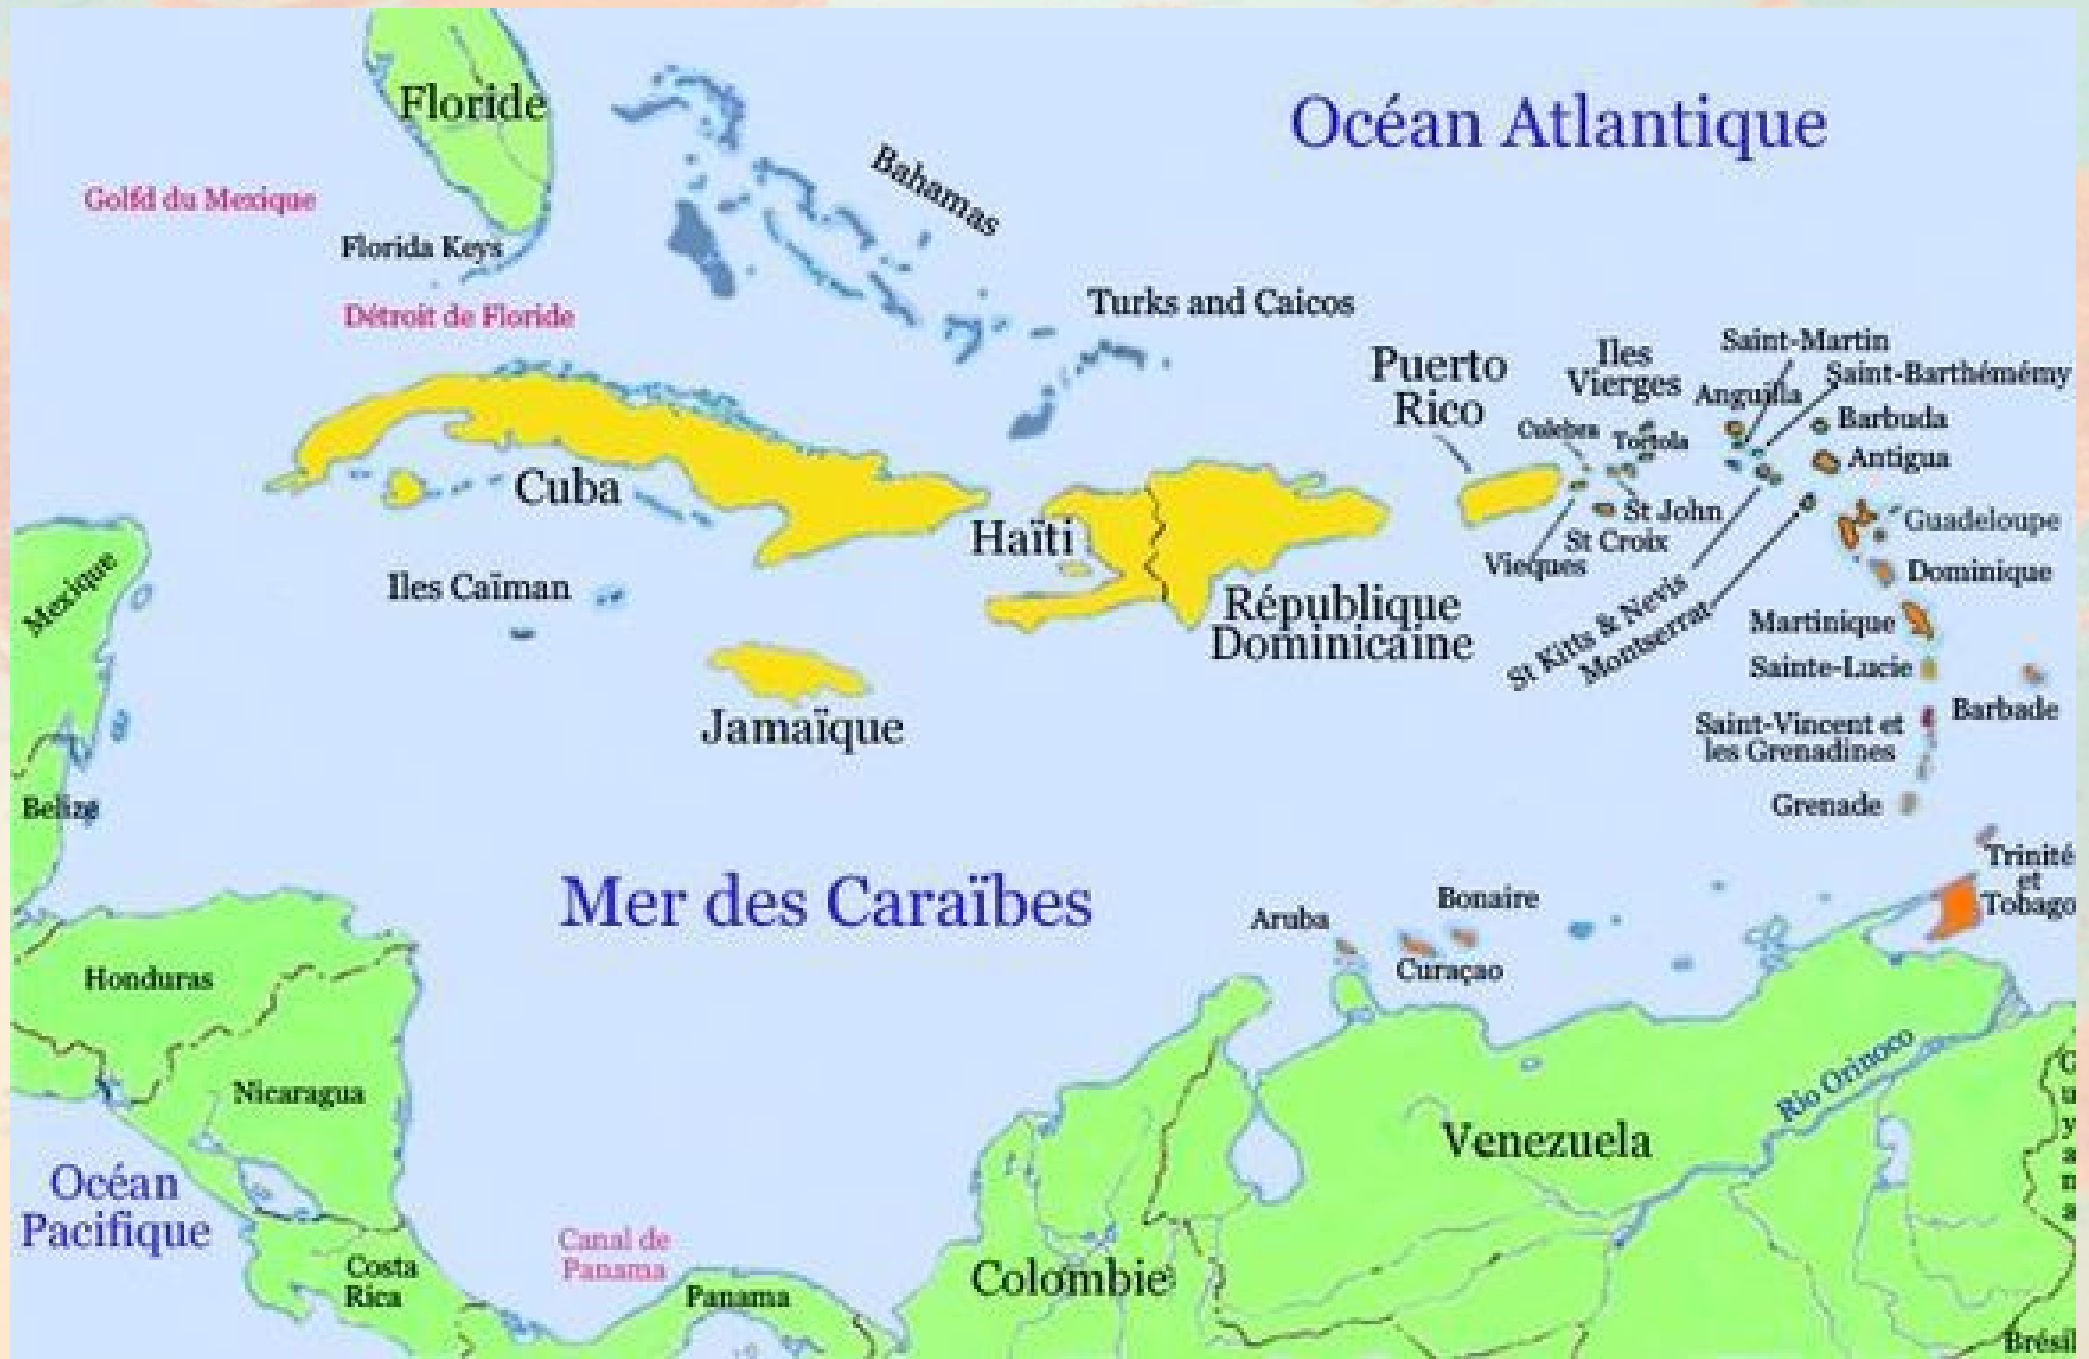 Floride
Océan Atlantique
Bahamas
Golfd du Mexique
Florida Keys
Détroit de Floride
Turks and Caicos
Puerto
Rico
Iles
Vierges
Saint-Martin
Saint-Barthémémy
Anguilla
Barbuda
Culebra
Tortola
Antigua
Cuba
Haïti
St John
Guadeloupe
St Croix
Vieques
Mexique
Iles Caïman
Dominique
République
Dominicaine
St Kitts & Nevis
Montserrat
Martinique
Sainte-Lucie
Jamaïque
Saint-Vincent et
les Grenadines
Barbade
Belize
Grenade
Trinité
et
Tobago
Mer des Caraïbes
Aruba
Bonaire
Curaçao
Honduras
Nicaragua
Rio Orinoco
Venezuela
Guyana
Océan
Pacifique
Canal de
Panama
Costa
Rica
Panama
Colombie
Brésil